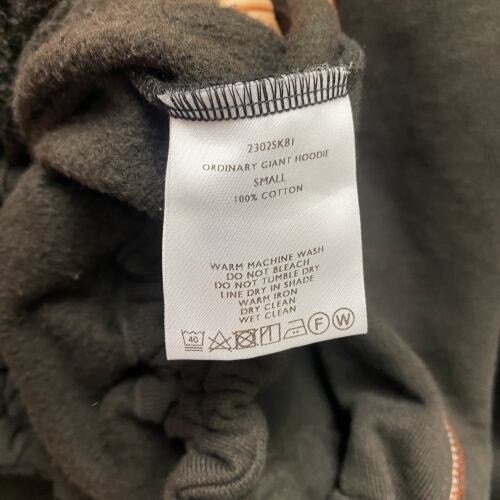 2302SKB1
ORDINARY GIANT HOODIE
SMALL
100% COTTON
WARM MACHINE WASH
DO NOT BLEACH
DO NOT TUMBLE DRY
LINE DRY IN SHADE
WARM IRON
DRY CLEAN
WET CLEAN
40 F W